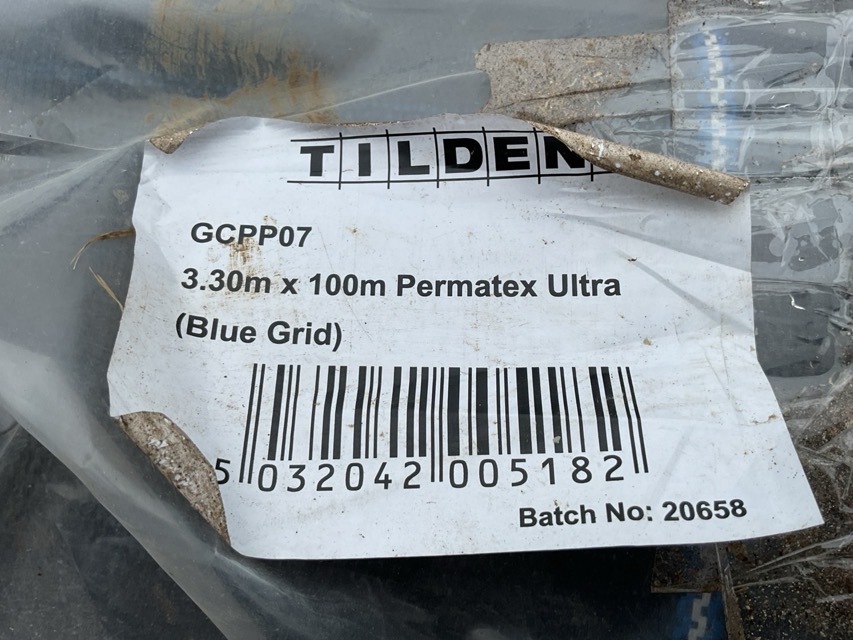 TILDEN
GCPP07
3.30m x 100m Permatex Ultra
(Blue Grid)
5 032042 005182
Batch No: 20658